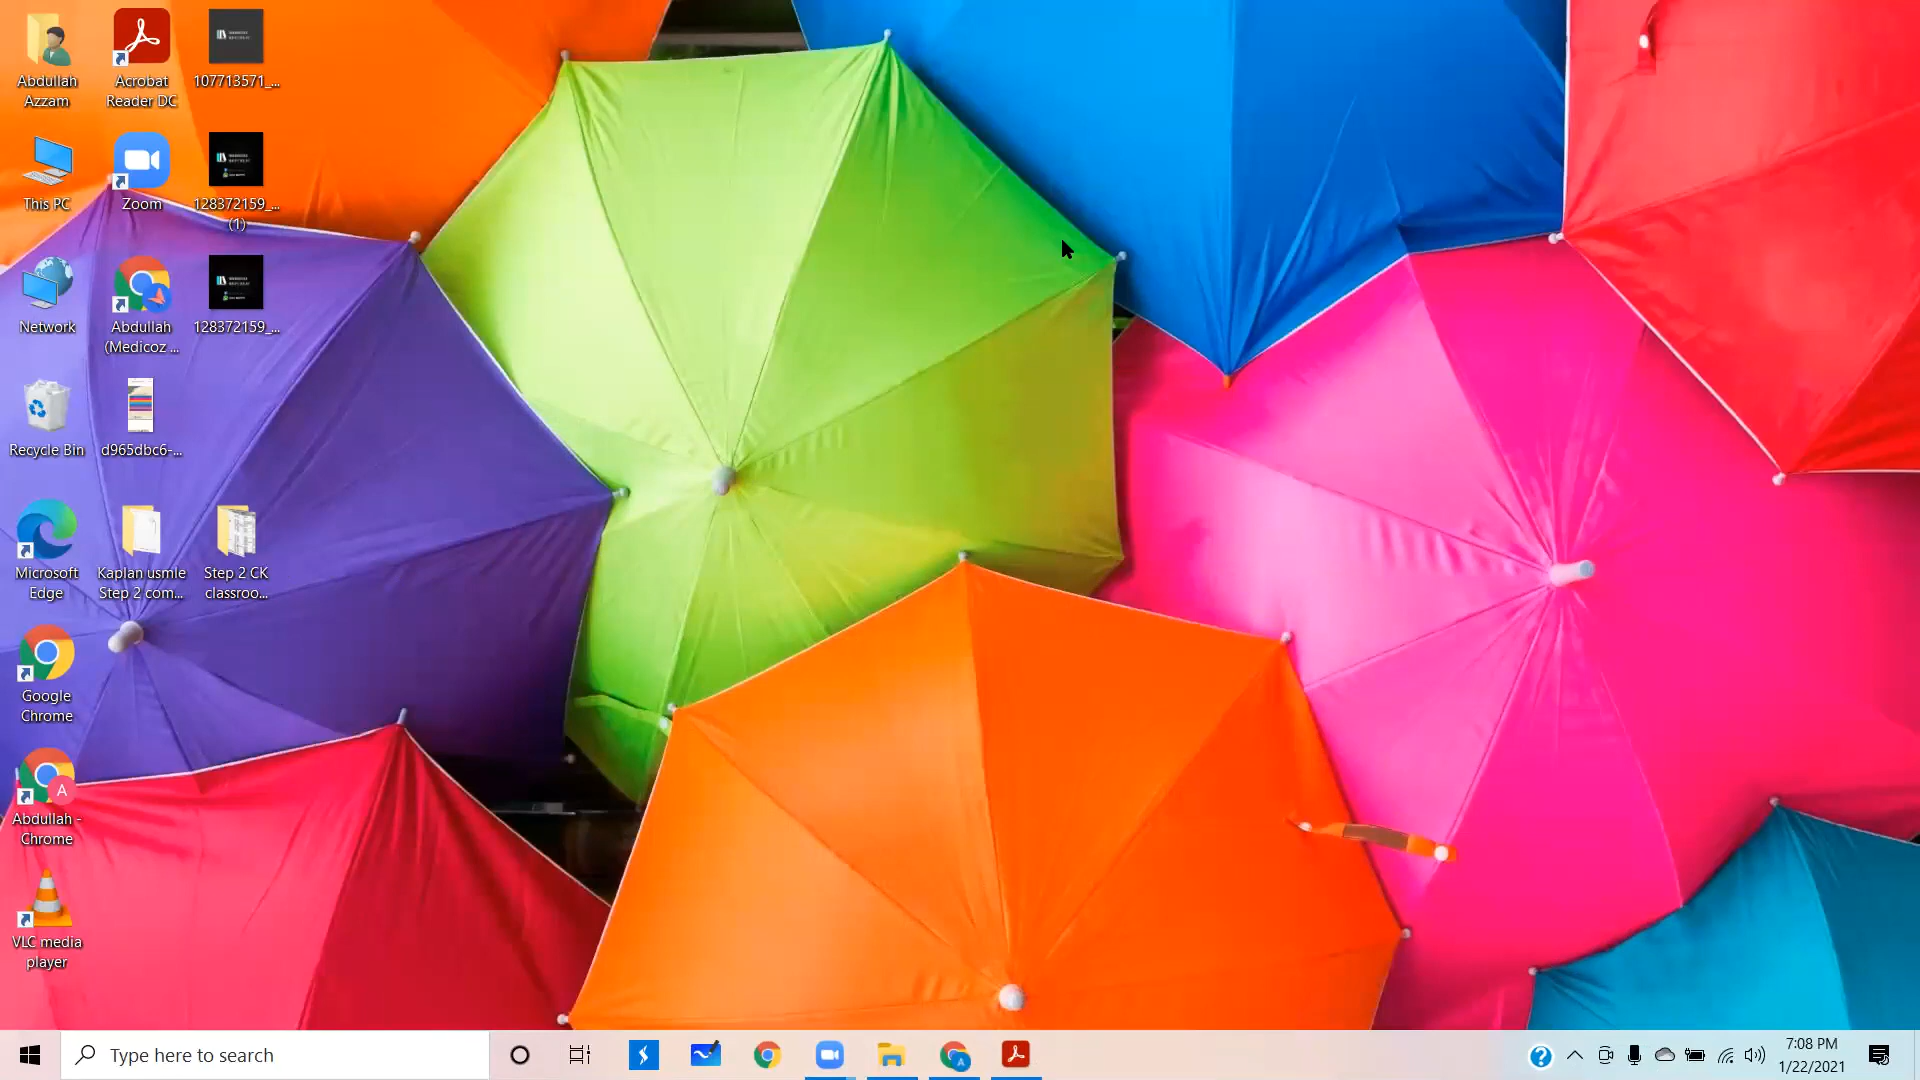 Abdullah
Azzam
Acrobat
Reader DC
107713571_...
This PC
Zoom
128372159_...
(1)
Network
Abdullah
(Medicoz ...
128372159_...
Recycle Bin
d965dbc6-...
Microsoft
Edge
Kaplan usmle
Step 2 com...
Step 2 CK
classroo...
Google
Chrome
A
Abdullah -
Chrome
VLC media
player
Type here to search
A
?
7:08 PM
1/22/2021